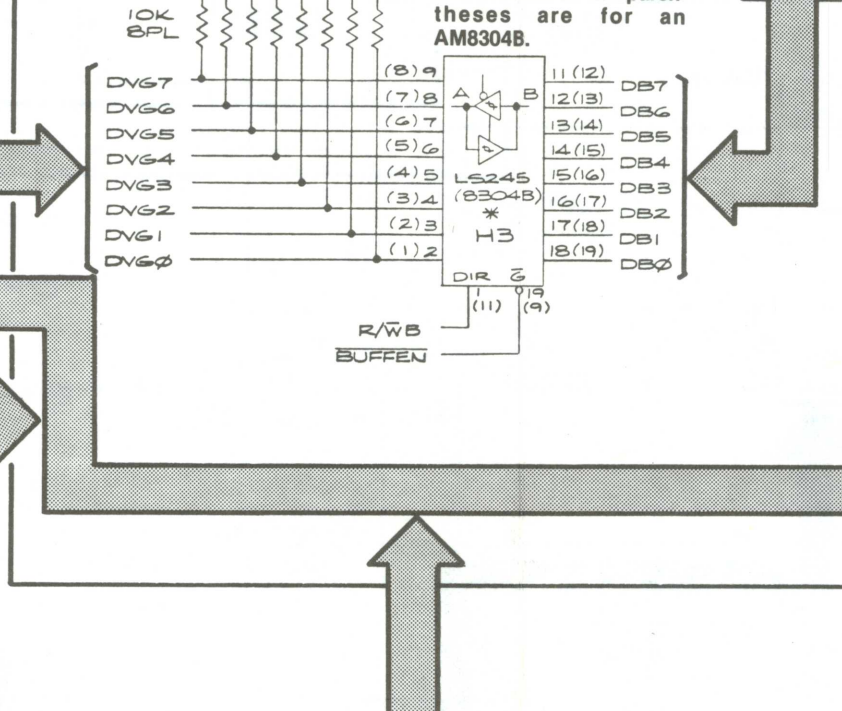 theses are for an
AM8304B.
10K
8PL
DVG7 (8)9 11(12) DB7
DVG6 (7)8 A B 12(13) DB6
DVG5 (6)7 13(14) DB5
DVG4 (5)6 14(15) DB4
DVG3 (4)5 LS245 15(16) DB3
DVG2 (3)4 (8304B) 16(17) DB2
*
DVG1 (2)3 H3 17(18) DB1
DVGØ (1)2 18(19) DBØ
DIR G̅
1 19
(11) (9)
R/W̅B
B̅U̅F̅F̅E̅N̅